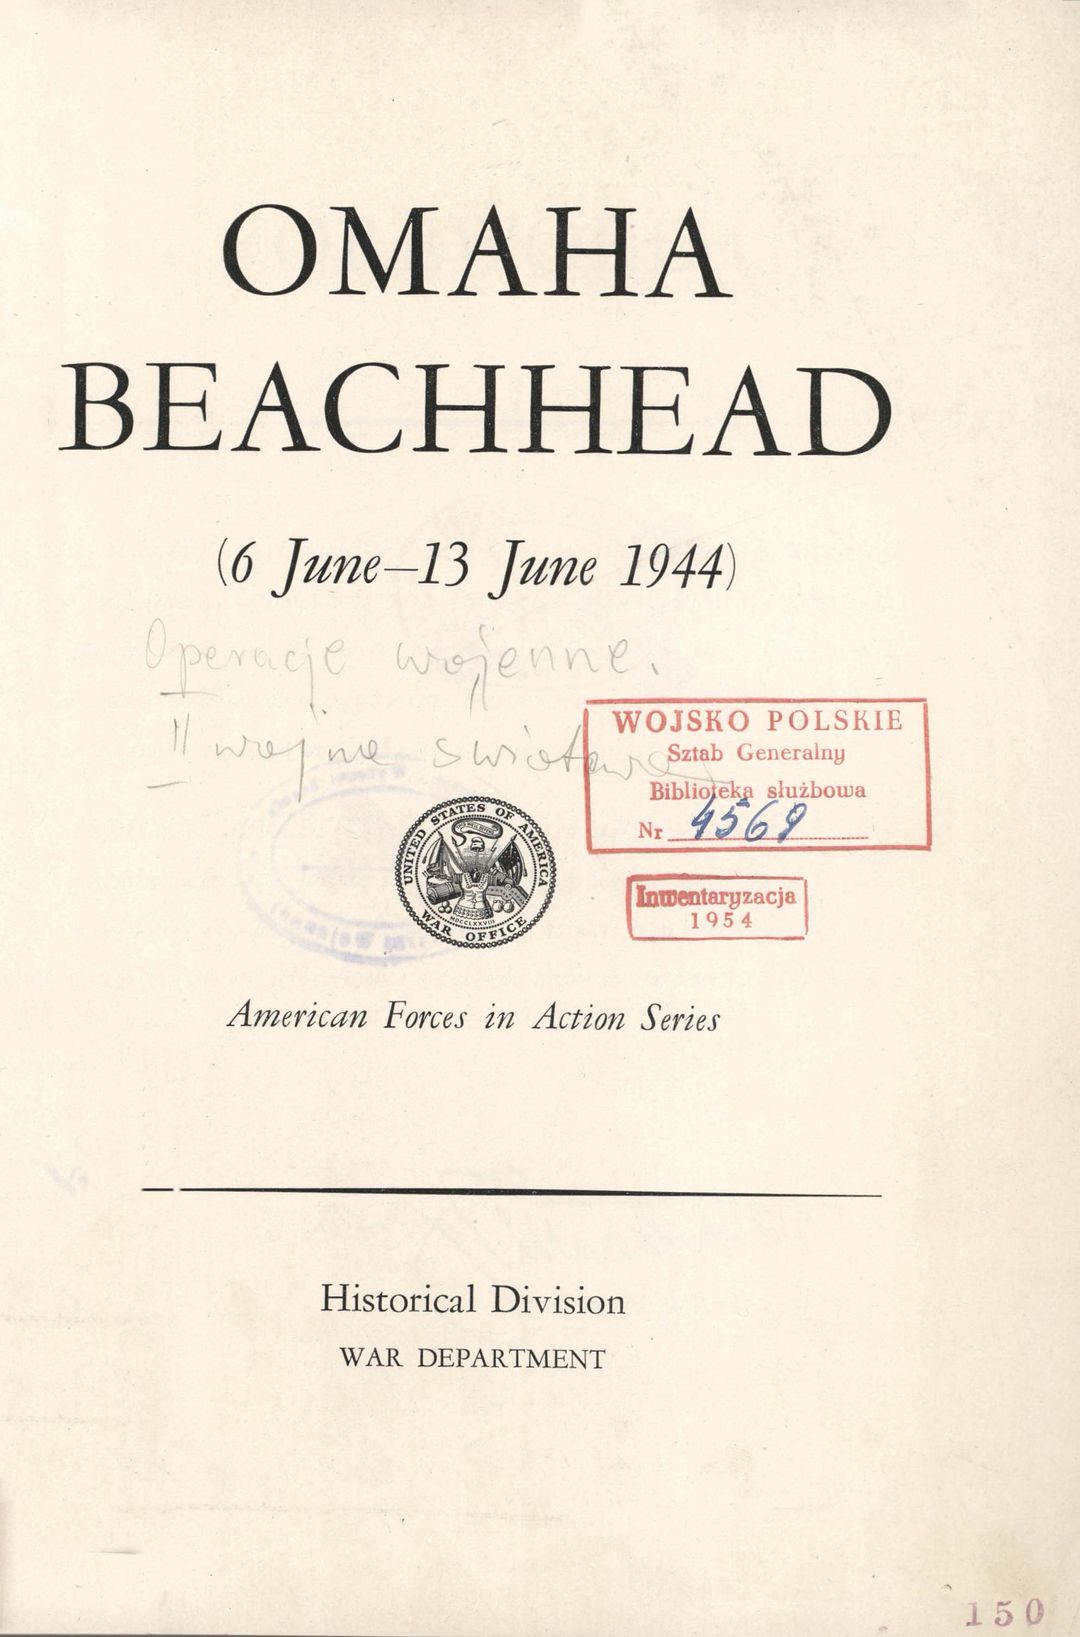 OMAHA
BEACHHEAD
(6 June–13 June 1944)
Operacje wojenne.
II wojna światowa
WOJSKO POLSKIE
Sztab Generalny
Biblioteka służbowa
Nr 4569
UNITED STATES OF AMERICA
WAR OFFICE
MDCCLXXVIII
Inwentaryzacja
1954
American Forces in Action Series
Historical Division
WAR DEPARTMENT
150